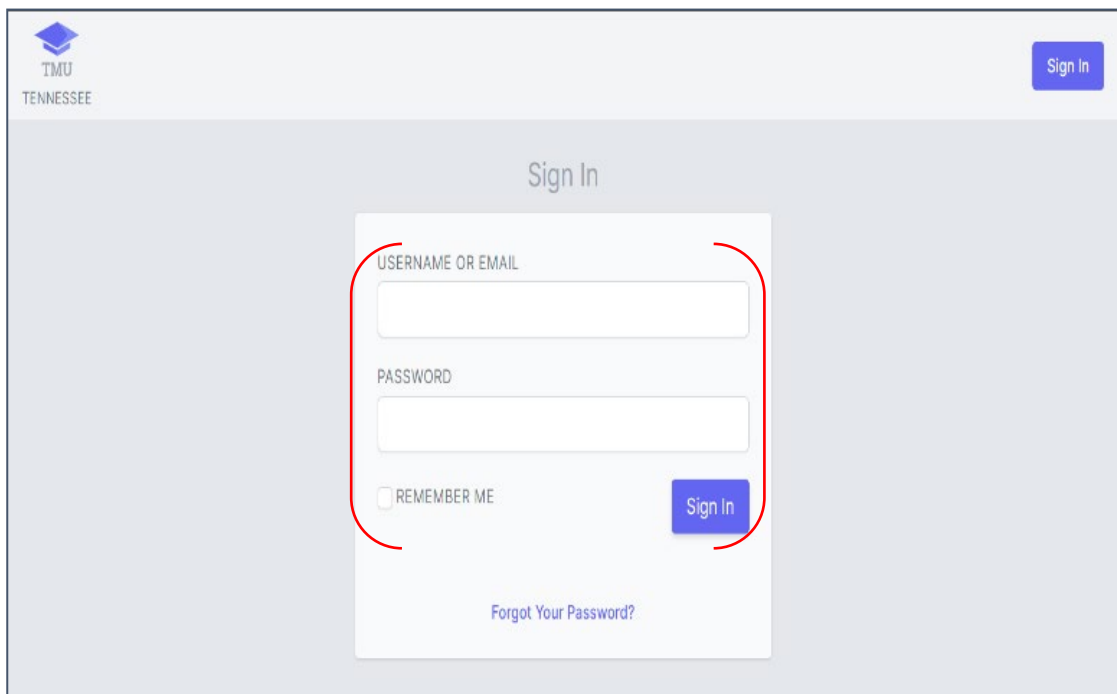 TMU
TENNESSEE
Sign In
Sign In
USERNAME OR EMAIL
PASSWORD
REMEMBER ME
Sign In
Forgot Your Password?